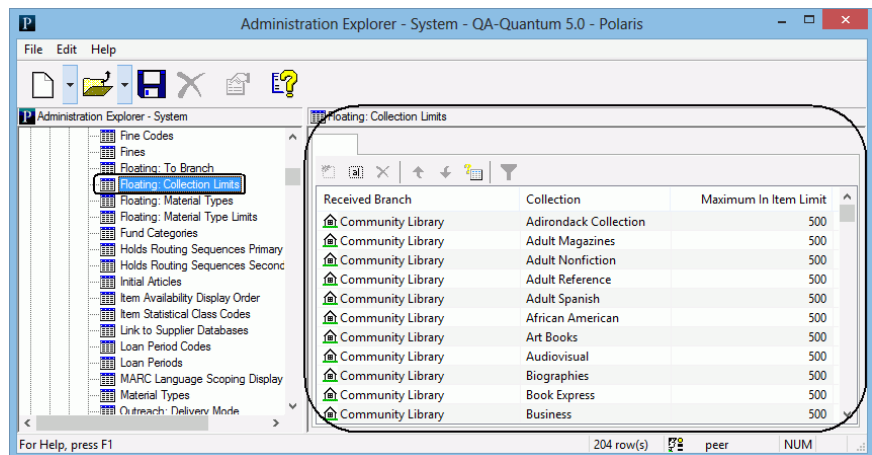 P
Administration Explorer - System - QA-Quantum 5.0 - Polaris
File Edit Help
P Administration Explorer - System
Floating: Collection Limits
Fine Codes
Fines
Floating: To Branch
Floating: Collection Limits
Floating: Material Types
Floating: Material Type Limits
Fund Categories
Holds Routing Sequences Primary
Holds Routing Sequences Second
Initial Articles
Item Availability Display Order
Item Statistical Class Codes
Link to Supplier Databases
Loan Period Codes
Loan Periods
MARC Language Scoping Display
Material Types
Outreach: Delivery Mode
Received Branch Collection Maximum In Item Limit
Community Library Adirondack Collection 500
Community Library Adult Magazines 500
Community Library Adult Nonfiction 500
Community Library Adult Reference 500
Community Library Adult Spanish 500
Community Library African American 500
Community Library Art Books 500
Community Library Audiovisual 500
Community Library Biographies 500
Community Library Book Express 500
Community Library Business 500
For Help, press F1 204 row(s) peer NUM